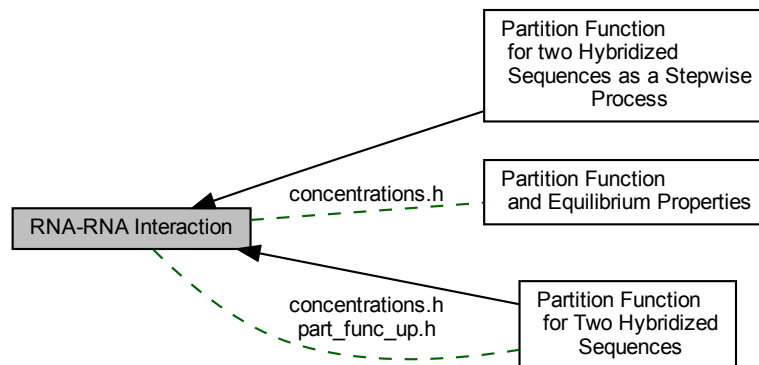 Partition Function
for two Hybridized
Sequences as a Stepwise
Process
concentrations.h
Partition Function
and Equilibrium Properties
RNA-RNA Interaction
concentrations.h
part_func_up.h
Partition Function
for Two Hybridized
Sequences